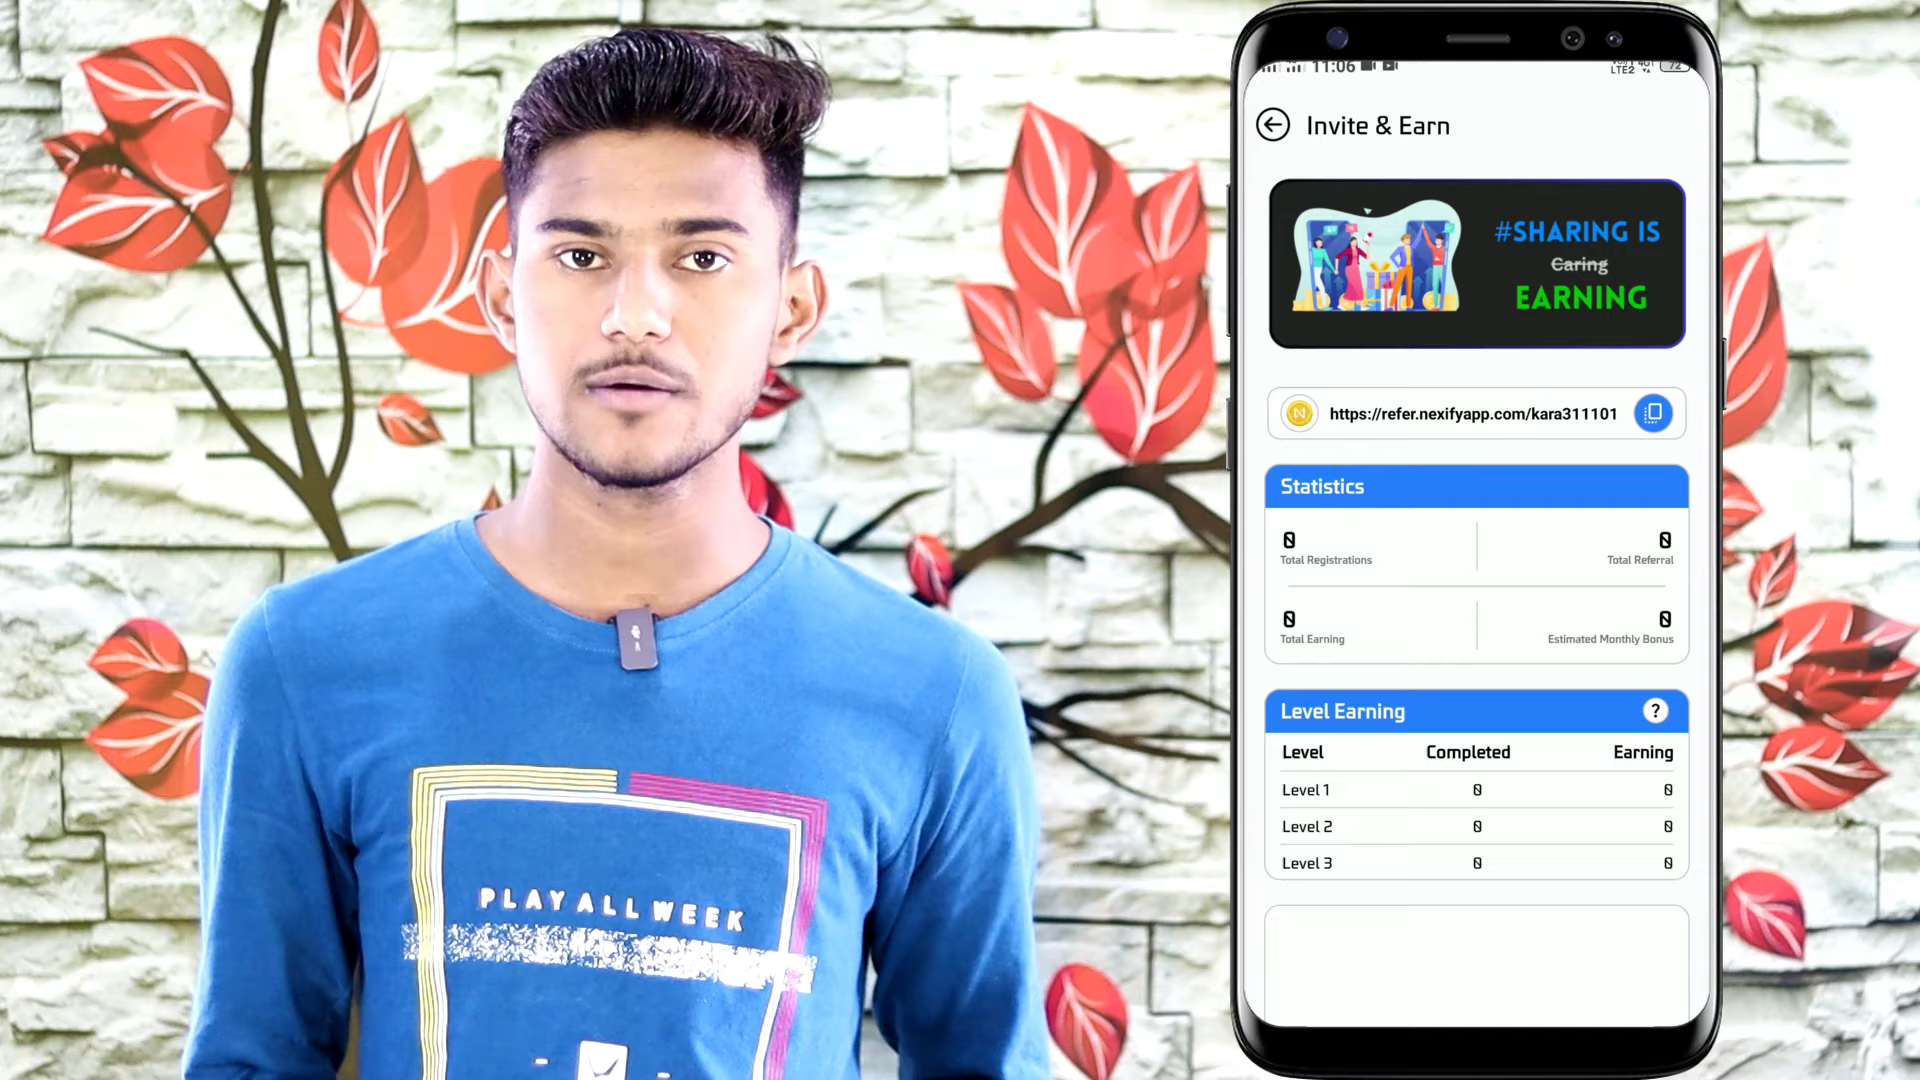 11:06
LTE2
72
Invite & Earn
#SHARING IS
Caring
EARNING
https://refer.nexifyapp.com/kara311101
Statistics
0 0
Total Registrations Total Referral
0 0
Total Earning Estimated Monthly Bonus
Level Earning ?
Level Completed Earning
Level 1 0 0
Level 2 0 0
Level 3 0 0
PLAY ALL WEEK